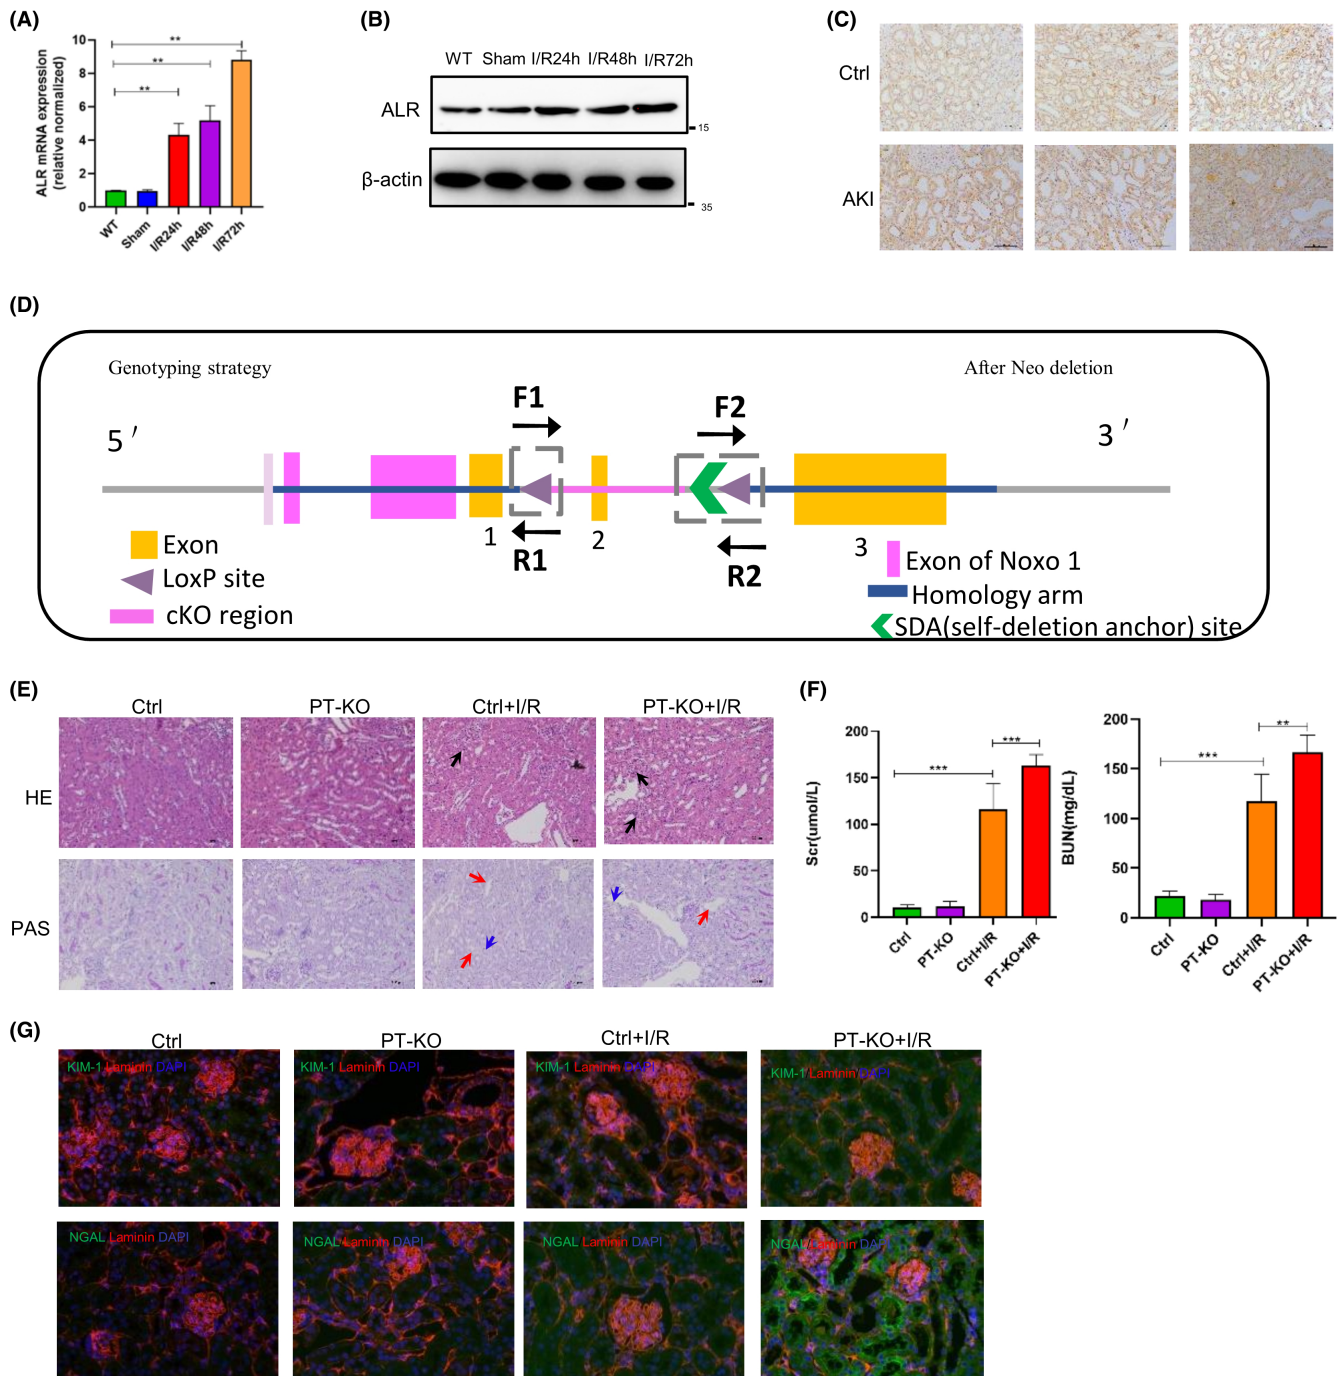 (A)
ALR mRNA expression
(relative normalized)
10
8
6
4
2
0
**
**
**
WT
Sham
I/R24h
I/R48h
I/R72h
(B)
WT Sham I/R24h I/R48h I/R72h
ALR
15
β-actin
35
(C)
Ctrl
AKI
(D)
Genotyping strategy
After Neo deletion
F1
F2
5 ′
3 ′
1
2
3
R1
R2
Exon
LoxP site
cKO region
Exon of Noxo 1
Homology arm
SDA(self-deletion anchor) site
(E)
Ctrl
PT-KO
Ctrl+I/R
PT-KO+I/R
HE
PAS
(F)
Scr(umol/L)
200
150
100
50
0
***
***
Ctrl
PT-KO
Ctrl+I/R
PT-KO+I/R
BUN(mg/dL)
200
150
100
50
0
***
**
Ctrl
PT-KO
Ctrl+I/R
PT-KO+I/R
(G)
Ctrl
PT-KO
Ctrl+I/R
PT-KO+I/R
KIM-1 Laminin DAPI
KIM-1 Laminin DAPI
KIM-1 Laminin DAPI
KIM-1/Laminin/DAPI
NGAL Laminin DAPI
NGAL Laminin DAPI
NGAL Laminin DAPI
NGAL/Laminin DAPI